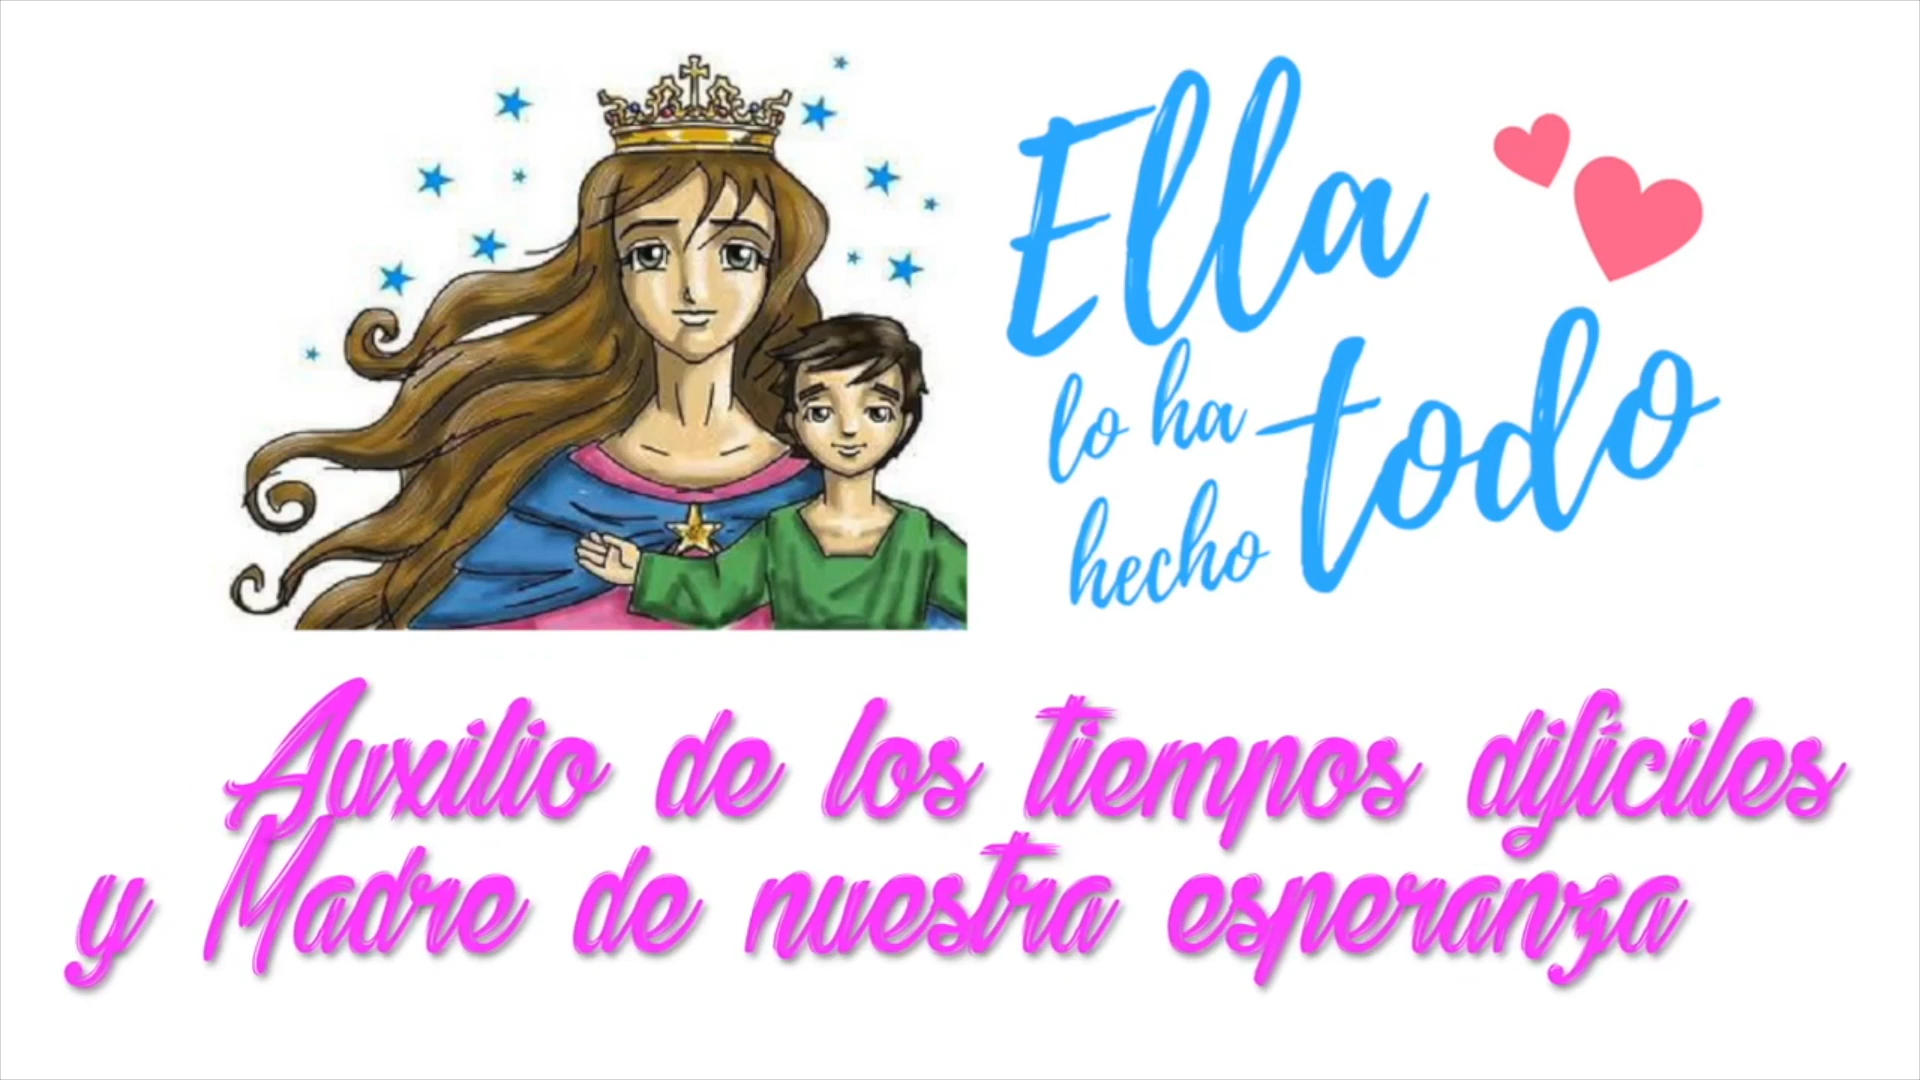 Ella
lo ha
hecho todo
Auxilio de los tiempos difíciles
y Madre de nuestra esperanza